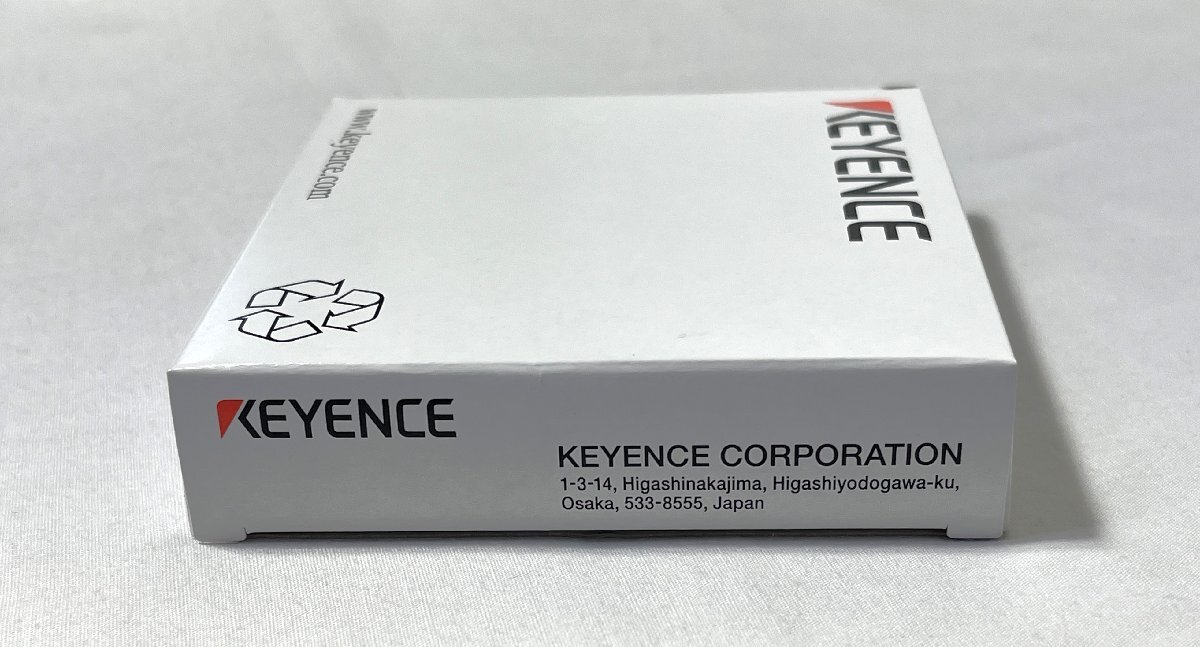 www.keyence.com
KEYENCE
KEYENCE
KEYENCE CORPORATION
1-3-14, Higashinakajima, Higashiyodogawa-ku,
Osaka, 533-8555, Japan